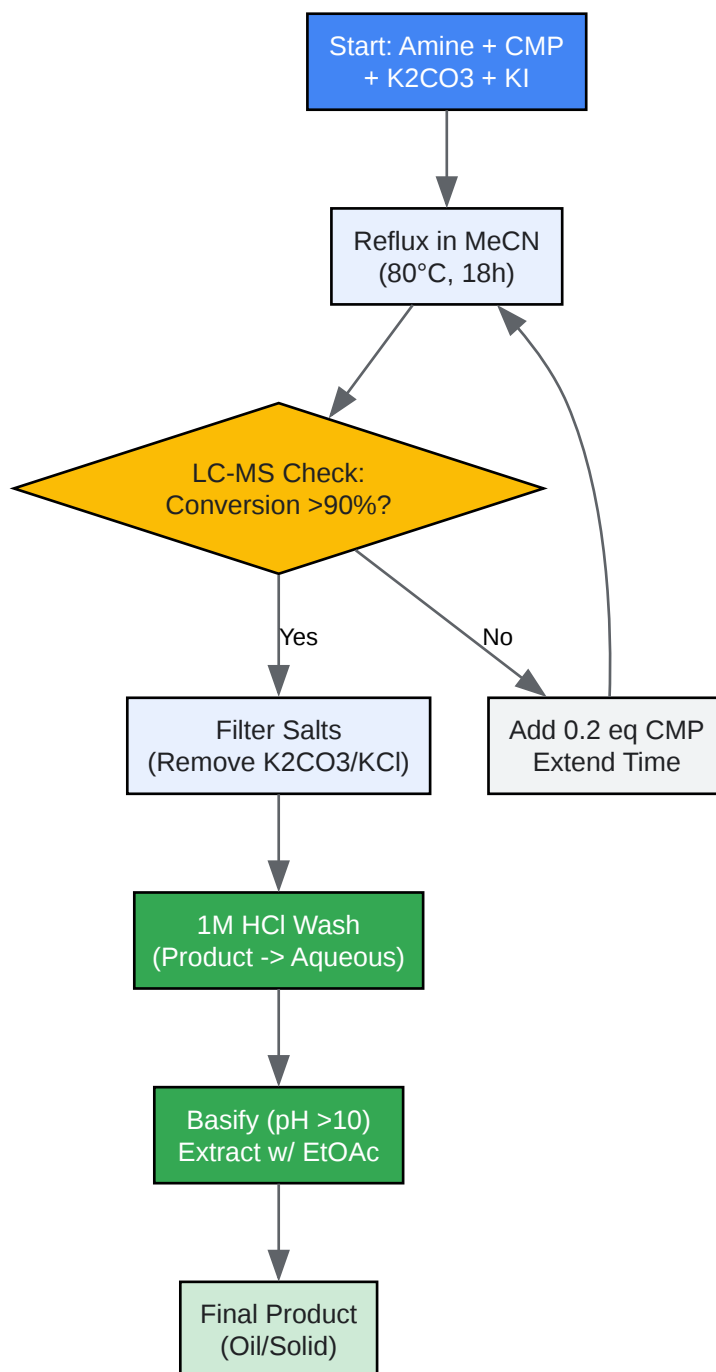 Start: Amine + CMP
+ K2CO3 + KI
Reflux in MeCN
(80°C, 18h)
LC-MS Check:
Conversion >90%?
Yes
No
Filter Salts
(Remove K2CO3/KCl)
Add 0.2 eq CMP
Extend Time
1M HCl Wash
(Product -> Aqueous)
Basify (pH >10)
Extract w/ EtOAc
Final Product
(Oil/Solid)